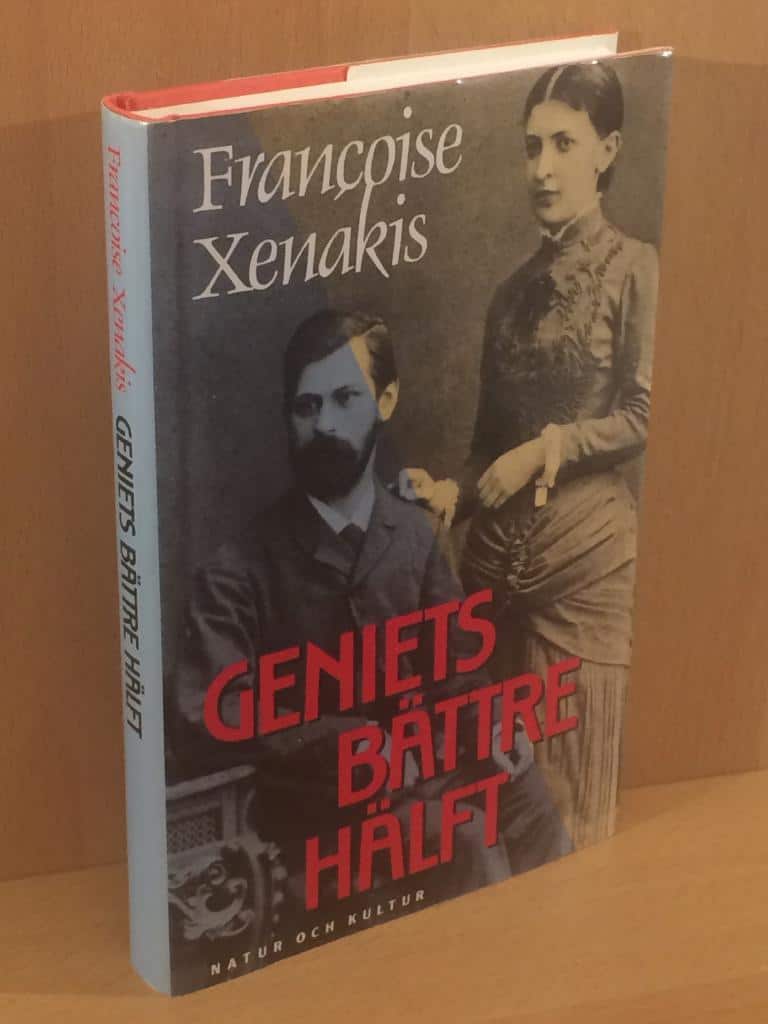 Françoise
Xenakis
GENIETS
BÄTTRE
HÄLFT
NATUR OCH KULTUR
Françoise Xenakis GENIETS BÄTTRE HÄLFT